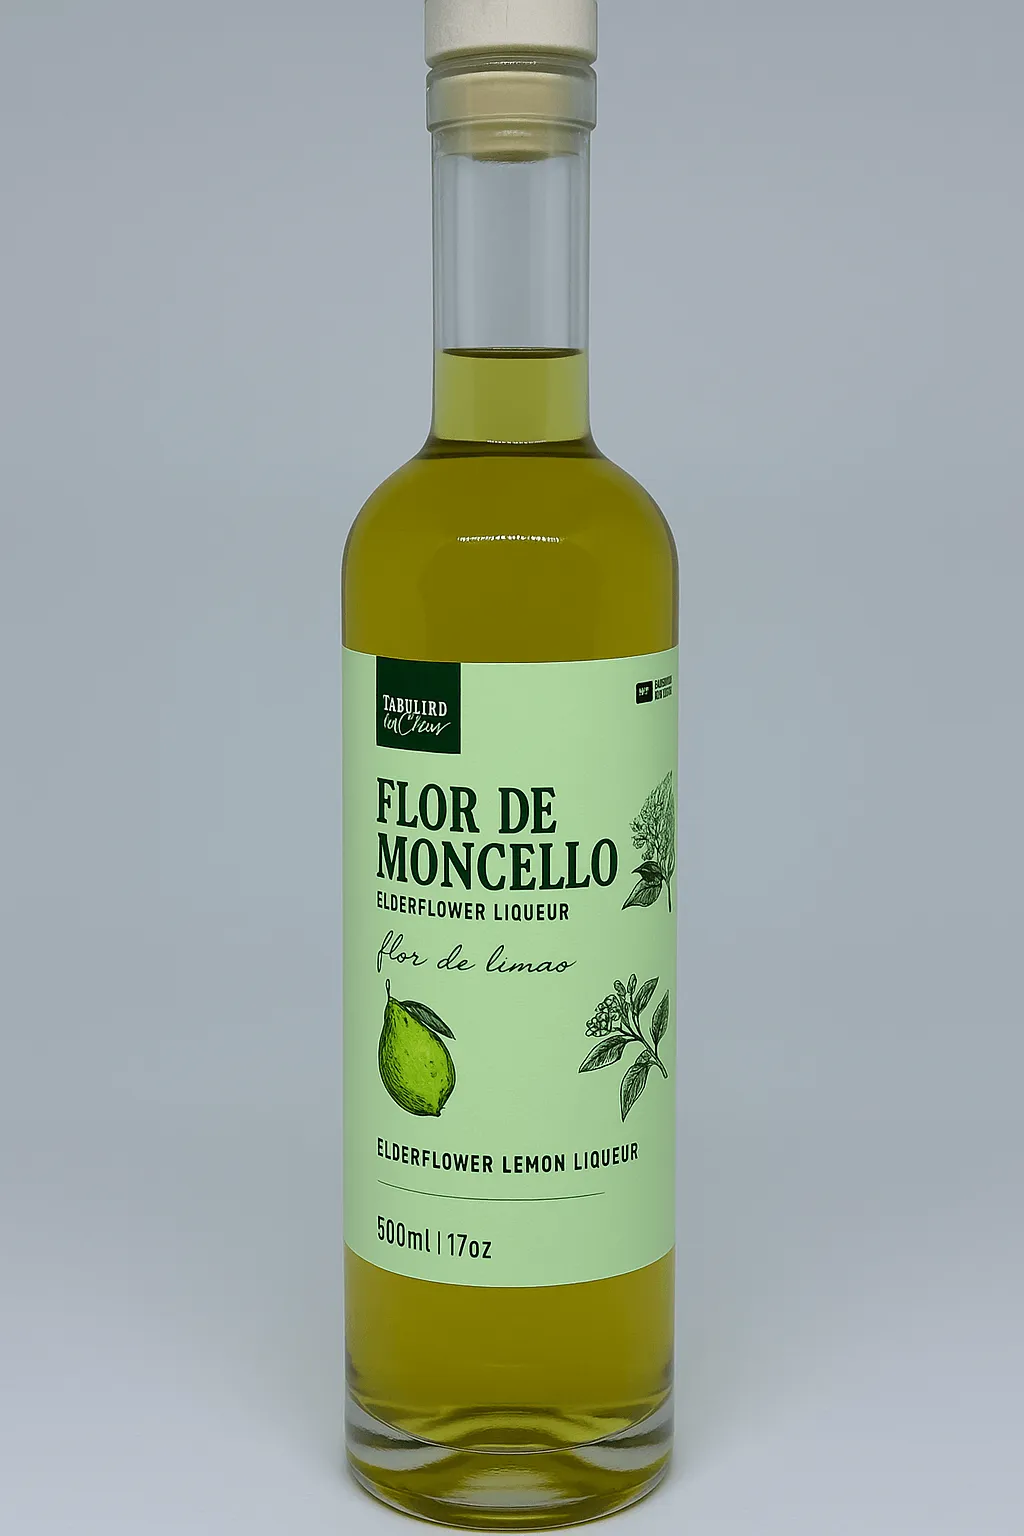 TABULIRD
FLOR DE
MONCELLO
ELDERFLOWER LIQUEUR
flor de limao
ELDERFLOWER LEMON LIQUEUR
500ml | 17oz